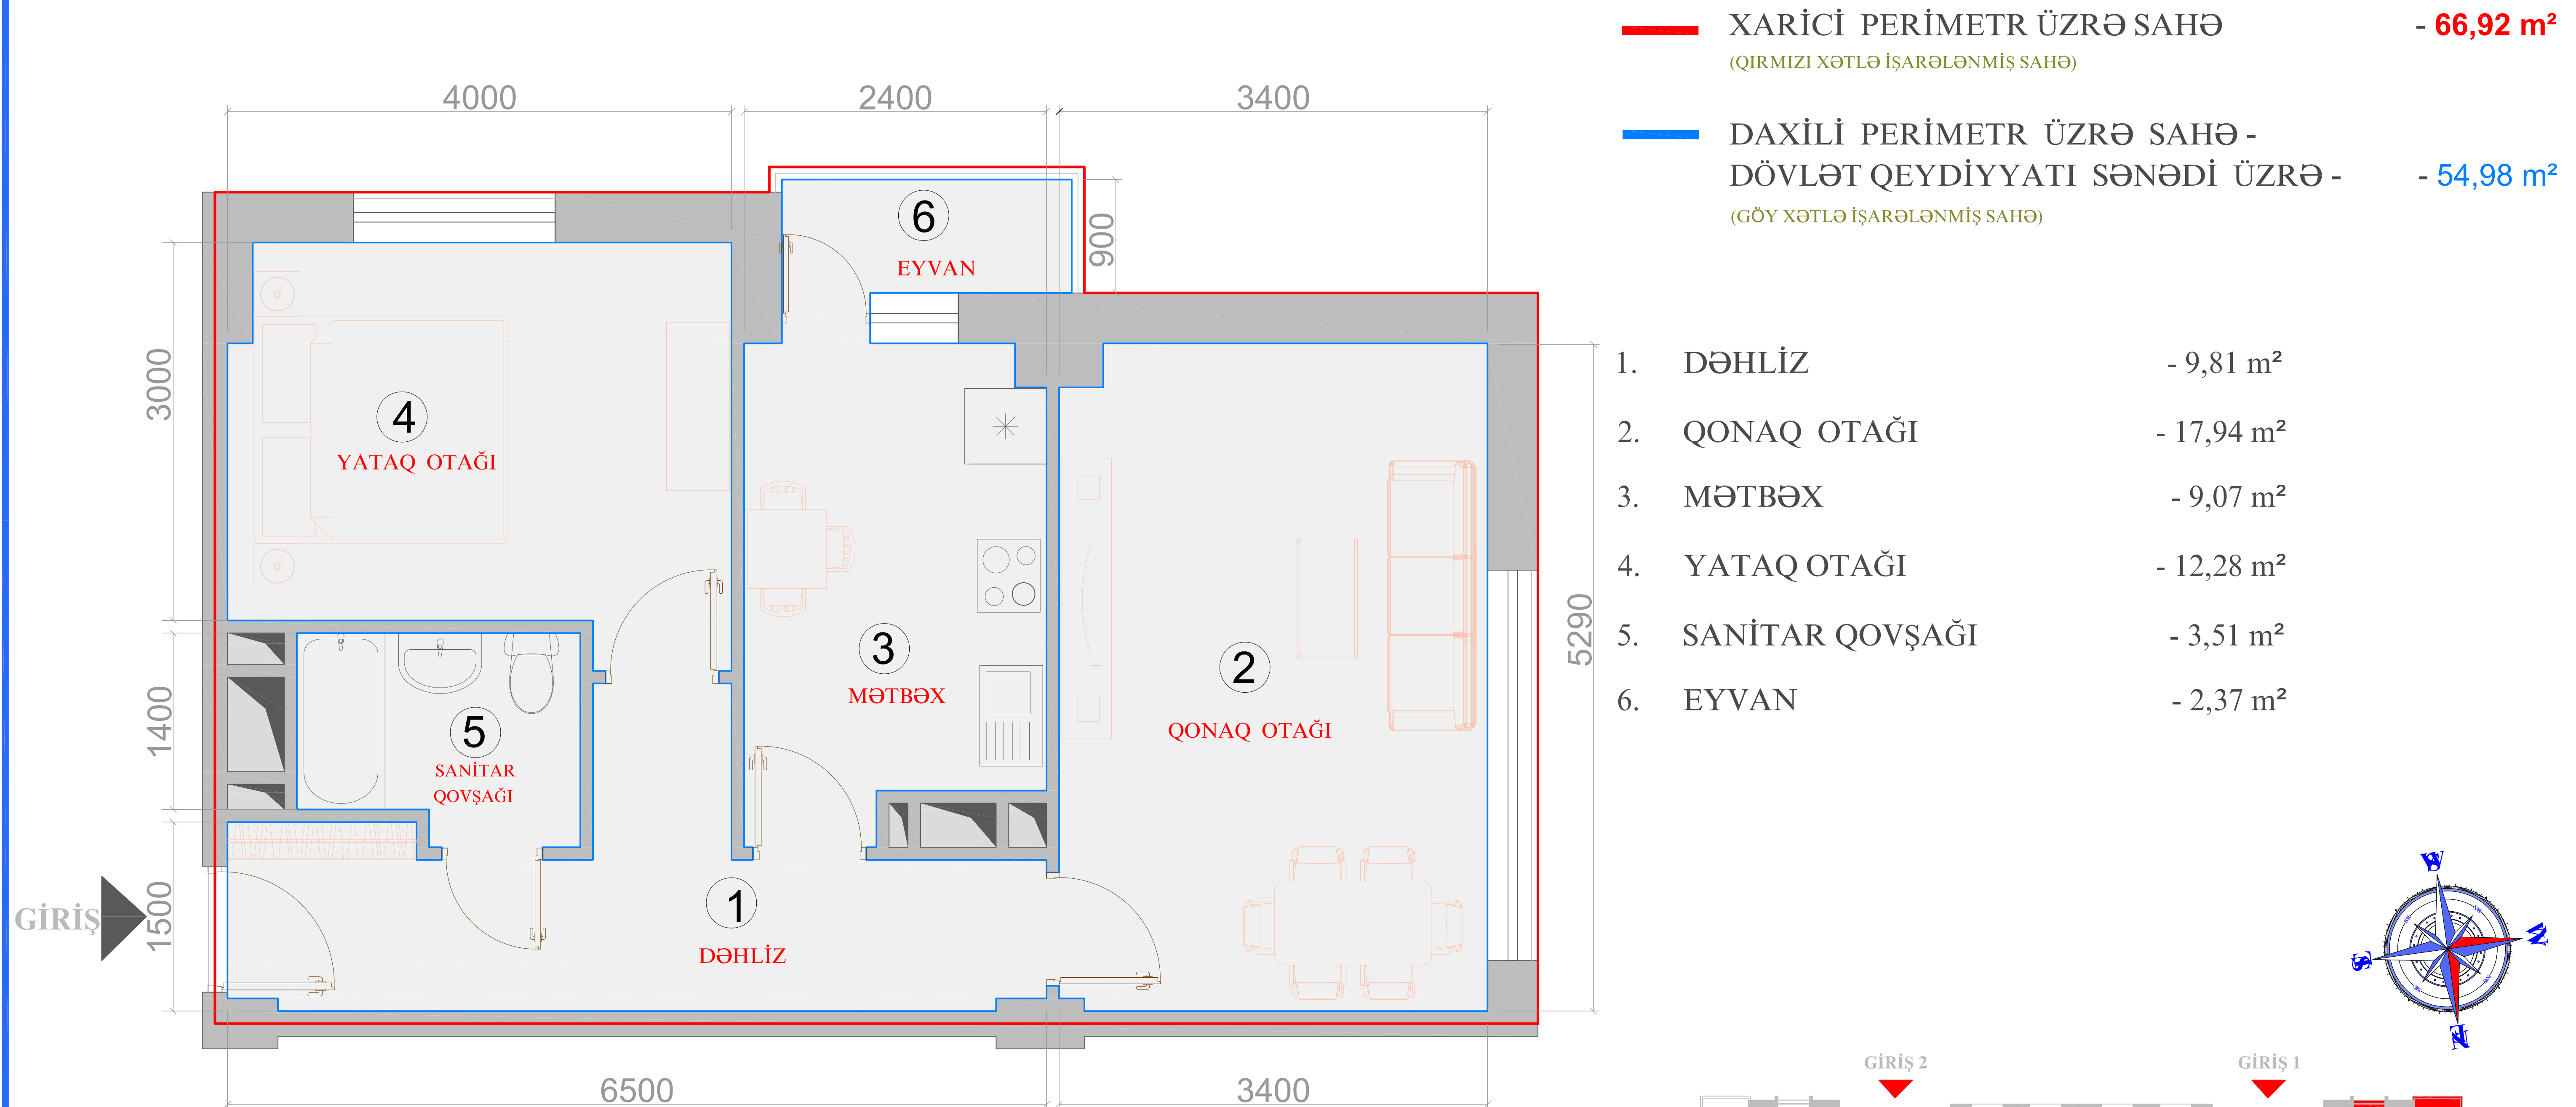 XARİCİ PERİMETR ÜZRƏ SAHƏ - 66,92 m²
(QIRMIZI XƏTLƏ İŞARƏLƏNMİŞ SAHƏ)
DAXİLİ PERİMETR ÜZRƏ SAHƏ -
DÖVLƏT QEYDİYYATI SƏNƏDİ ÜZRƏ - - 54,98 m²
(GÖY XƏTLƏ İŞARƏLƏNMİŞ SAHƏ)
4000
2400
3400
6
EYVAN
900
3000
4
YATAQ OTAĞI
5290
3
MƏTBƏX
2
QONAQ OTAĞI
1400
5
SANİTAR
QOVŞAĞI
GİRİŞ
1500
1
DƏHLİZ
6500
3400
1. DƏHLİZ - 9,81 m²
2. QONAQ OTAĞI - 17,94 m²
3. MƏTBƏX - 9,07 m²
4. YATAQ OTAĞI - 12,28 m²
5. SANİTAR QOVŞAĞI - 3,51 m²
6. EYVAN - 2,37 m²
GİRİŞ 2
GİRİŞ 1